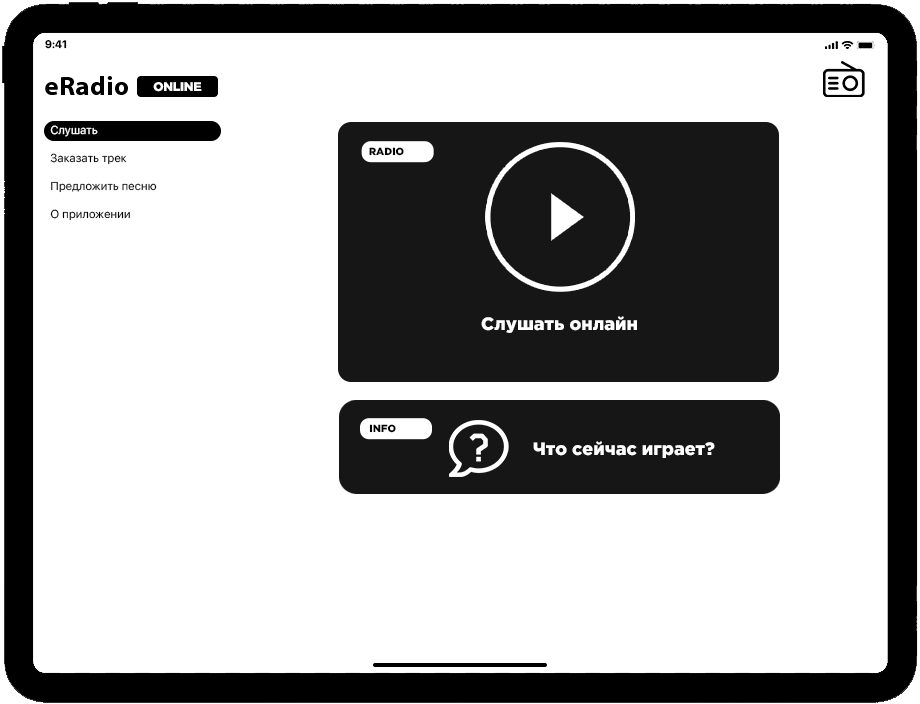 9:41
eRadio ONLINE
Слушать
Заказать трек
Предложить песню
О приложении
RADIO
Слушать онлайн
INFO
?
Что сейчас играет?